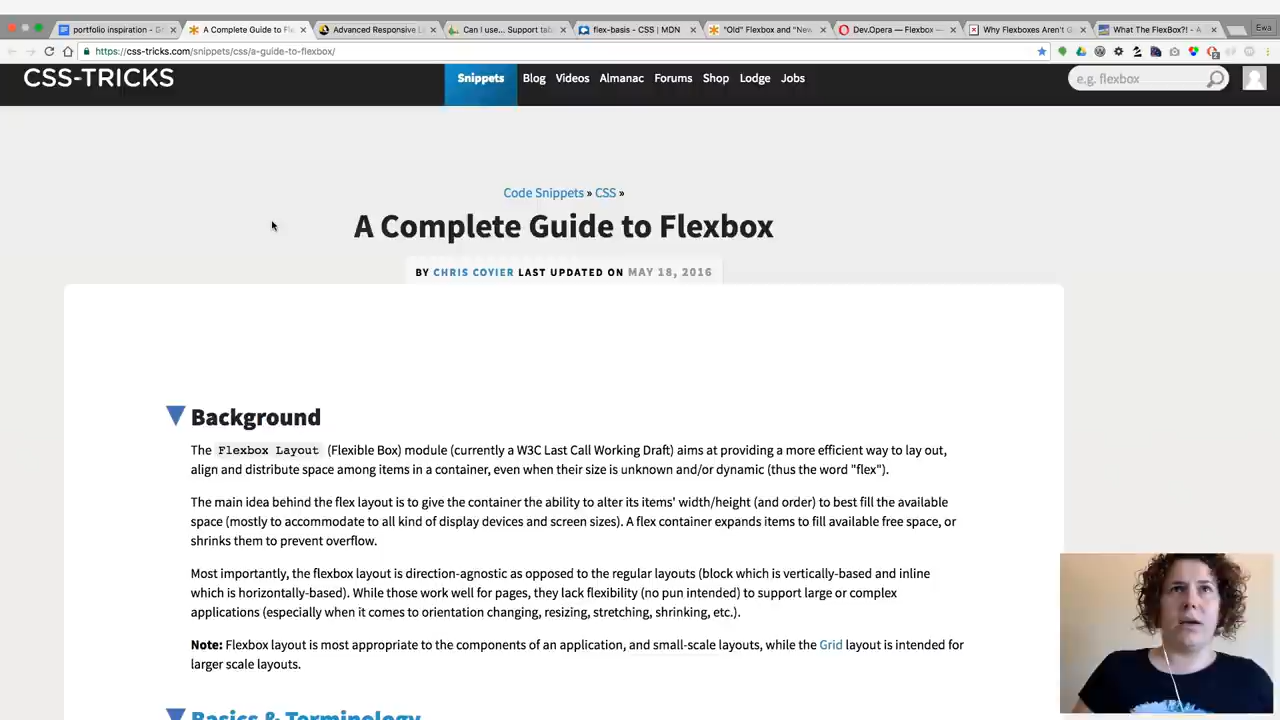 portfolio inspiration - G
A Complete Guide to Fle
Advanced Responsive L
Can I use... Support tab
flex-basis - CSS | MDN
"Old" Flexbox and "New
Dev.Opera — Flexbox —
Why Flexboxes Aren't G
What The FlexBox?! - A
Ewa
https://css-tricks.com/snippets/css/a-guide-to-flexbox/
CSS-TRICKS
Snippets Blog Videos Almanac Forums Shop Lodge Jobs
e.g. flexbox
Code Snippets » CSS »
A Complete Guide to Flexbox
BY CHRIS COYIER LAST UPDATED ON MAY 18, 2016
Background
The Flexbox Layout (Flexible Box) module (currently a W3C Last Call Working Draft) aims at providing a more efficient way to lay out,
align and distribute space among items in a container, even when their size is unknown and/or dynamic (thus the word "flex").
The main idea behind the flex layout is to give the container the ability to alter its items' width/height (and order) to best fill the available
space (mostly to accommodate to all kind of display devices and screen sizes). A flex container expands items to fill available free space, or
shrinks them to prevent overflow.
Most importantly, the flexbox layout is direction-agnostic as opposed to the regular layouts (block which is vertically-based and inline
which is horizontally-based). While those work well for pages, they lack flexibility (no pun intended) to support large or complex
applications (especially when it comes to orientation changing, resizing, stretching, shrinking, etc.).
Note: Flexbox layout is most appropriate to the components of an application, and small-scale layouts, while the Grid layout is intended for
larger scale layouts.
Basics & Terminology